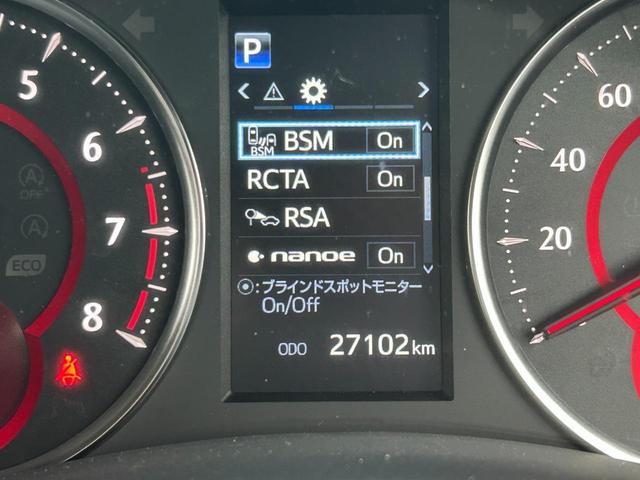 P
BSM
BSM On
RCTA On
RSA
nanoe On
:ブラインドスポットモニター
On/Off
ODO 27102km
5
6
7
8
A
OFF
A
ECO
60
40
20